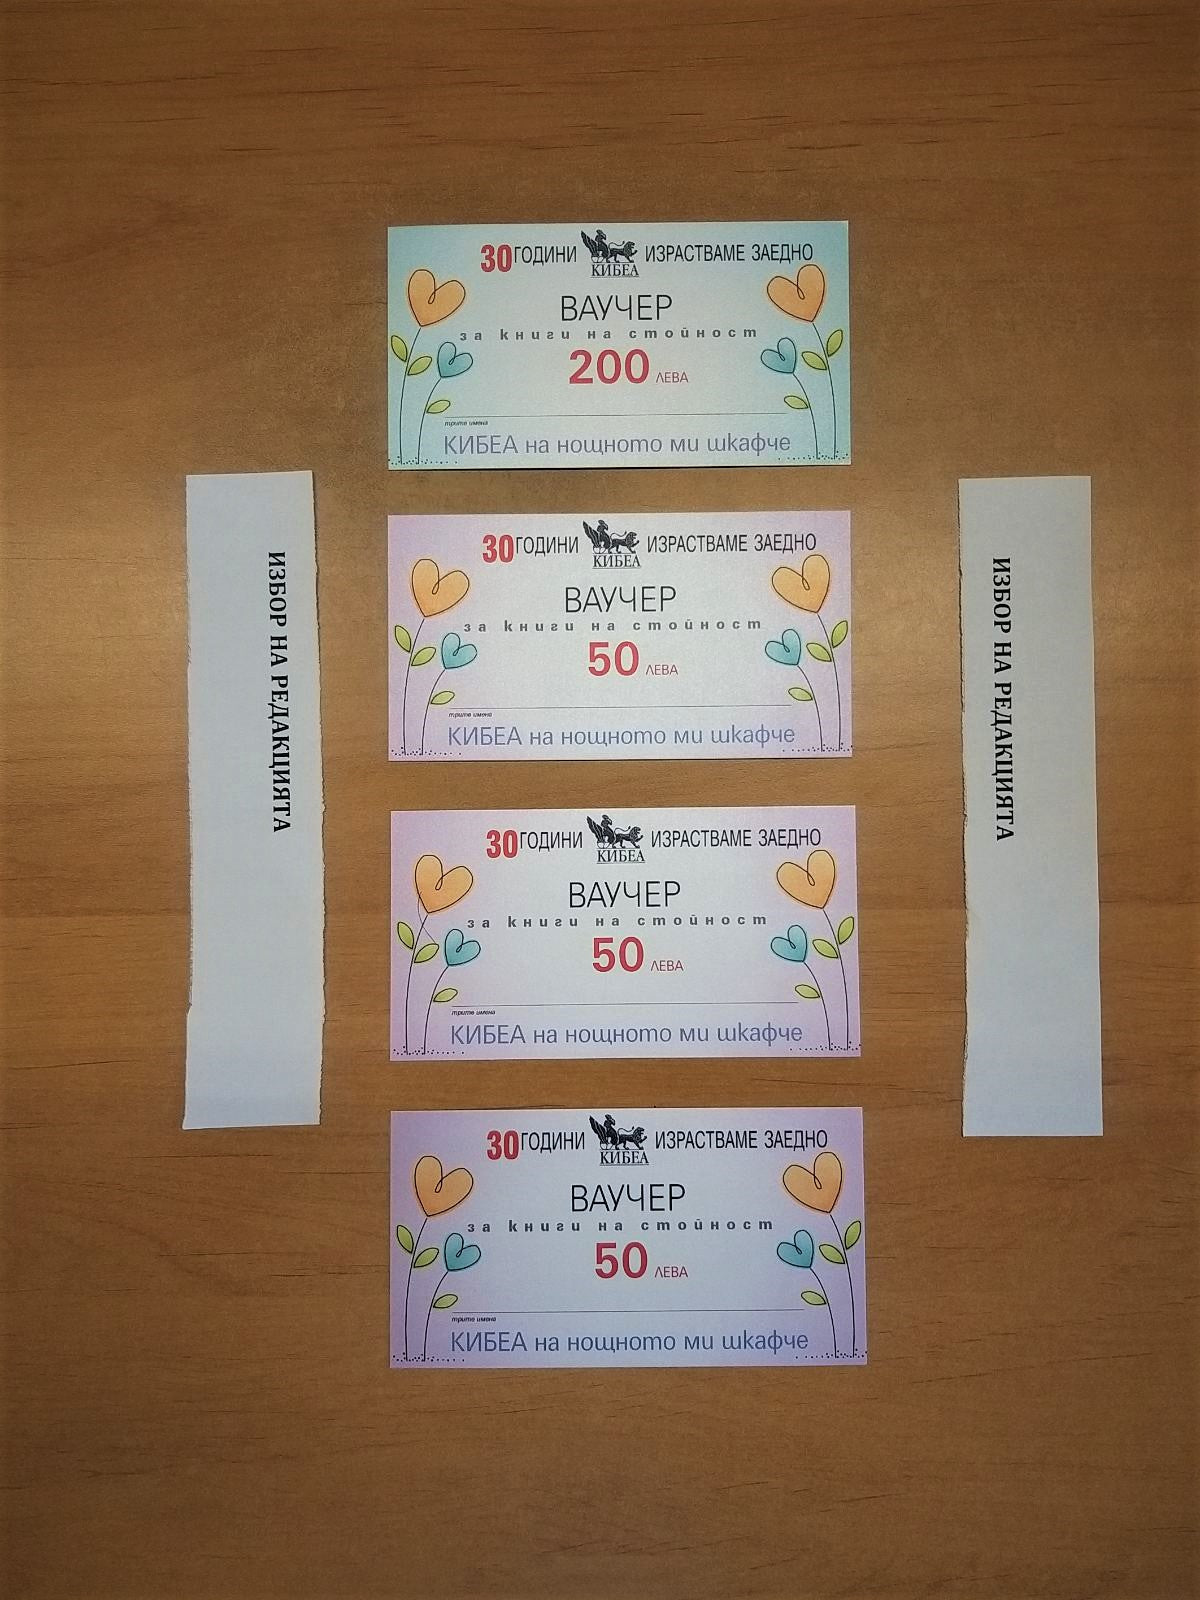 30 ГОДИНИ КИБЕА ИЗРАСТВАМЕ ЗАЕДНО
ВАУЧЕР
за книги на стойност
200 ЛЕВА
трите имена
КИБЕА на нощното ми шкафче
ИЗБОР НА РЕДАКЦИЯТА
30 ГОДИНИ КИБЕА ИЗРАСТВАМЕ ЗАЕДНО
ВАУЧЕР
за книги на стойност
50 ЛЕВА
трите имена
КИБЕА на нощното ми шкафче
30 ГОДИНИ КИБЕА ИЗРАСТВАМЕ ЗАЕДНО
ВАУЧЕР
за книги на стойност
50 ЛЕВА
трите имена
КИБЕА на нощното ми шкафче
30 ГОДИНИ КИБЕА ИЗРАСТВАМЕ ЗАЕДНО
ВАУЧЕР
за книги на стойност
50 ЛЕВА
трите имена
КИБЕА на нощното ми шкафче
ИЗБОР НА РЕДАКЦИЯТА